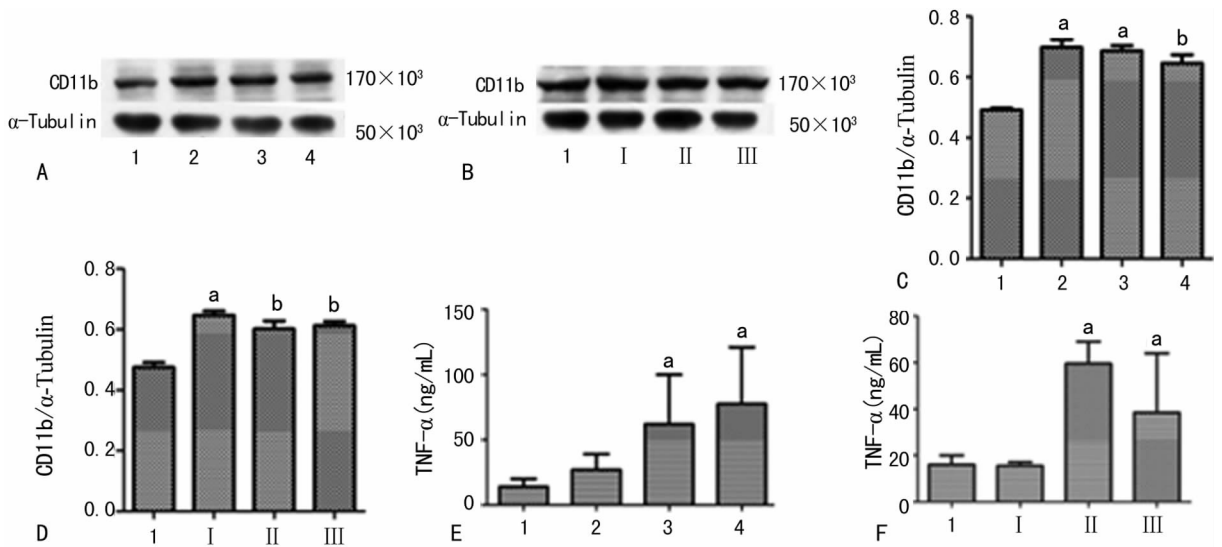 CD11b
170×10³
α-Tubulin
50×10³
1 2 3 4
A
CD11b
170×10³
α-Tubulin
50×10³
1 Ⅰ Ⅱ Ⅲ
B
CD11b/α-Tubulin
0.8
0.6
0.4
0.2
0.0
a a b
1 2 3 4
C
CD11b/α-Tubulin
0.8
0.6
0.4
0.2
0.0
a b b
1 Ⅰ Ⅱ Ⅲ
D
TNF-α(ng/mL)
150
100
50
0
a a
1 2 3 4
E
TNF-α(ng/mL)
80
60
40
20
0
a a
1 Ⅰ Ⅱ Ⅲ
F